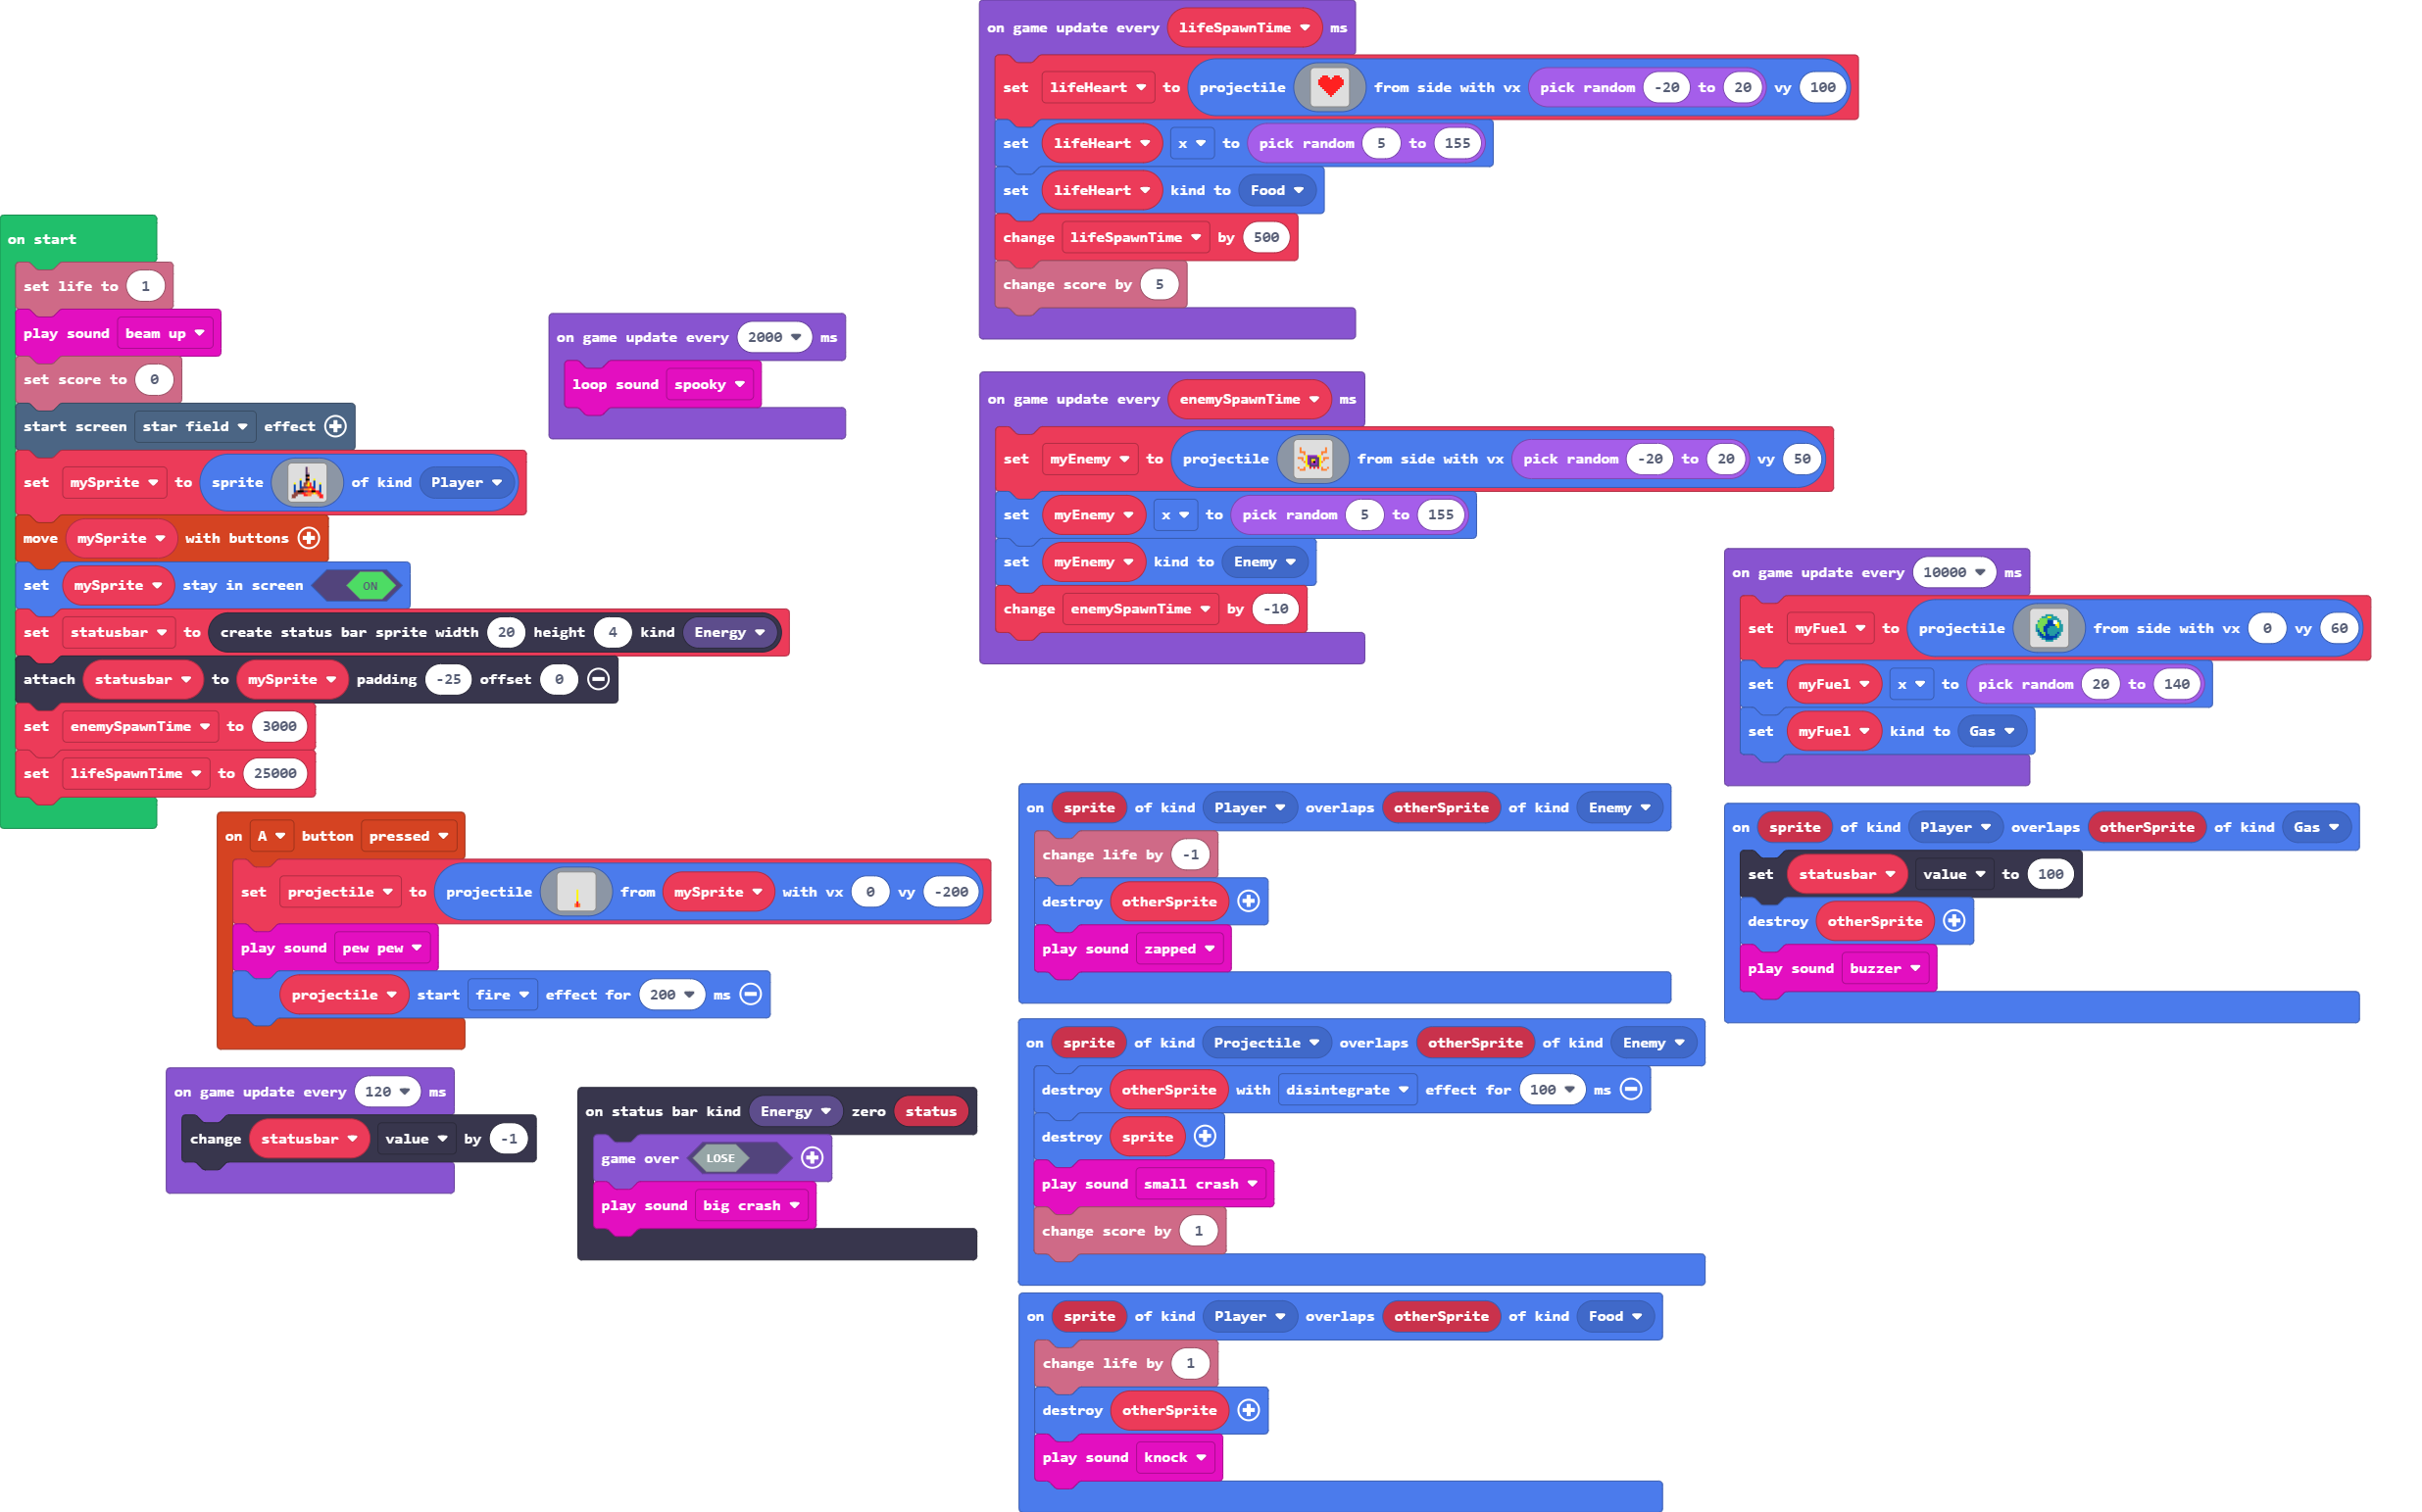 on start
set life to 1
play sound beam up
set score to 0
start screen star field effect
set mySprite to sprite of kind Player
move mySprite with buttons
set mySprite stay in screen ON
set statusbar to create status bar sprite width 20 height 4 kind Energy
attach statusbar to mySprite padding -25 offset 0
set enemySpawnTime to 3000
set lifeSpawnTime to 25000
on game update every 2000 ms
loop sound spooky
on A button pressed
set projectile to projectile from mySprite with vx 0 vy -200
play sound pew pew
projectile start fire effect for 200 ms
on game update every 120 ms
change statusbar value by -1
on status bar kind Energy zero status
game over LOSE
play sound big crash
on game update every lifeSpawnTime ms
set lifeHeart to projectile from side with vx pick random -20 to 20 vy 100
set lifeHeart x to pick random 5 to 155
set lifeHeart kind to Food
change lifeSpawnTime by 500
change score by 5
on game update every enemySpawnTime ms
set myEnemy to projectile from side with vx pick random -20 to 20 vy 50
set myEnemy x to pick random 5 to 155
set myEnemy kind to Enemy
change enemySpawnTime by -10
on sprite of kind Player overlaps otherSprite of kind Enemy
change life by -1
destroy otherSprite
play sound zapped
on sprite of kind Projectile overlaps otherSprite of kind Enemy
destroy otherSprite with disintegrate effect for 100 ms
destroy sprite
play sound small crash
change score by 1
on sprite of kind Player overlaps otherSprite of kind Food
change life by 1
destroy otherSprite
play sound knock
on game update every 10000 ms
set myFuel to projectile from side with vx 0 vy 60
set myFuel x to pick random 20 to 140
set myFuel kind to Gas
on sprite of kind Player overlaps otherSprite of kind Gas
set statusbar value to 100
destroy otherSprite
play sound buzzer